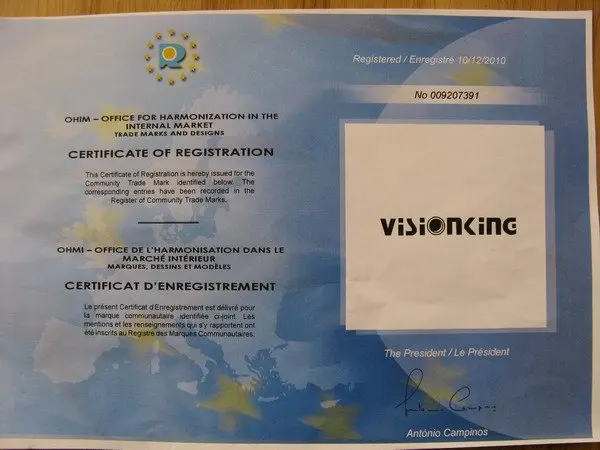 R
OHIM – OFFICE FOR HARMONIZATION IN THE
INTERNAL MARKET
TRADE MARKS AND DESIGNS
CERTIFICATE OF REGISTRATION
This Certificate of Registration is hereby issued for the
Community Trade Mark identified below. The
corresponding entries have been recorded in the
Register of Community Trade Marks.
OHMI – OFFICE DE L'HARMONISATION DANS LE
MARCHÉ INTÉRIEUR
MARQUES, DESSINS ET MODÈLES
CERTIFICAT D'ENREGISTREMENT
Le présent Certificat d'Enregistrement est délivré pour
la marque communautaire identifiée ci-joint. Les
mentions et les renseignements qui s'y rapportent ont
été inscrits au Registre des Marques Communautaires.
Registered / Enregistré 10/12/2010
No 009207391
VISIONKING
The President / Le Président
António Campinos
António Campinos